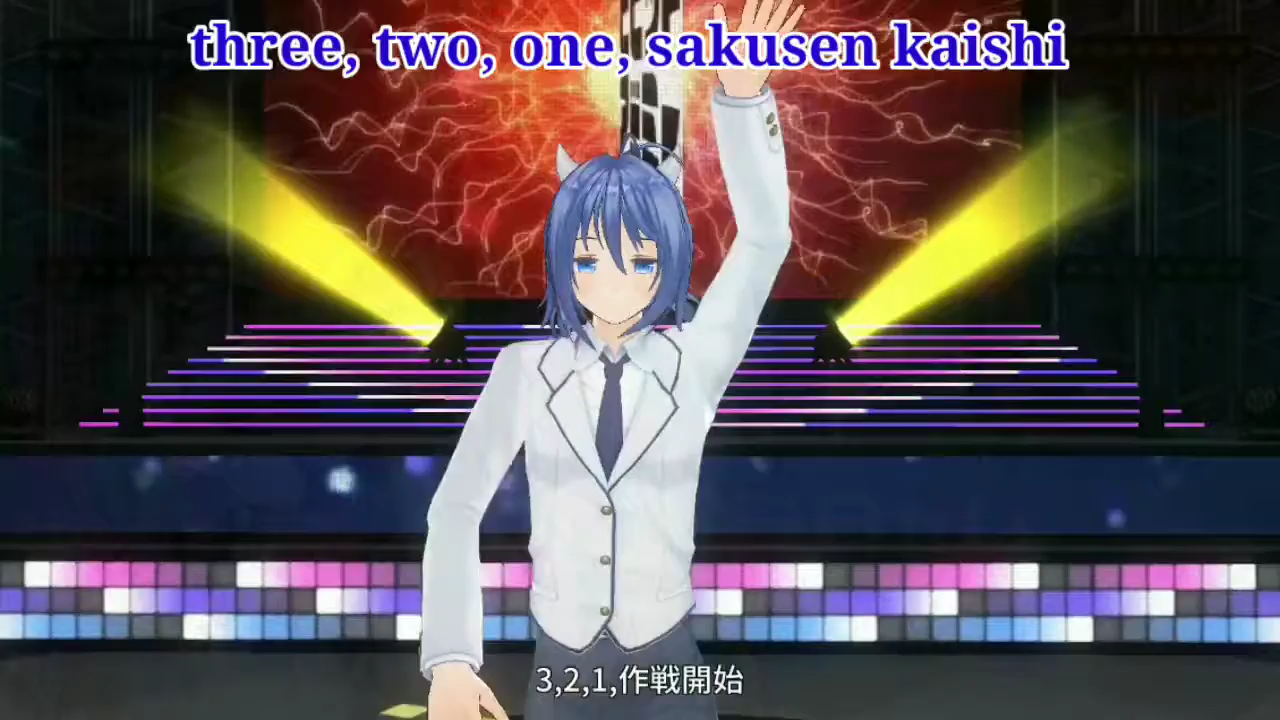 three, two, one, sakusen kaishi
3,2,1,作戦開始